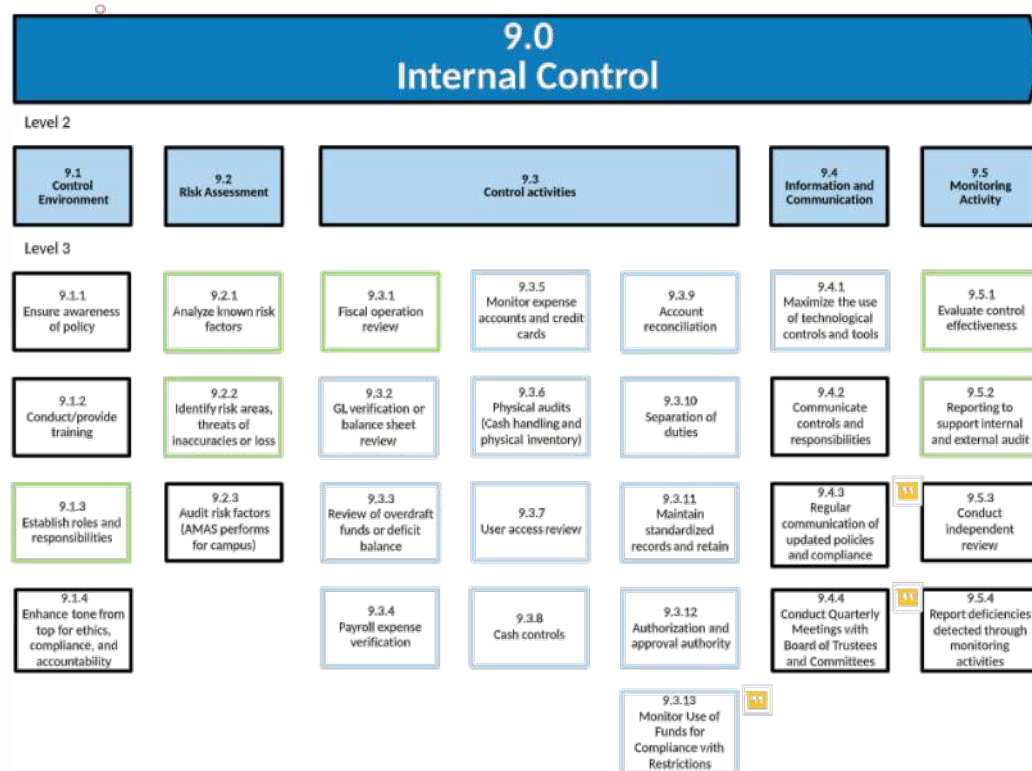 9.0
Internal Control
Level 2
9.1
Control
Environment
9.2
Risk Assessment
9.3
Control activities
9.4
Information and
Communication
9.5
Monitoring
Activity
Level 3
9.1.1
Ensure awareness
of policy
9.2.1
Analyze known risk
factors
9.3.1
Fiscal operation
review
9.3.5
Monitor expense
accounts and credit
cards
9.3.9
Account
reconciliation
9.4.1
Maximize the use
of technological
controls and tools
9.5.1
Evaluate control
effectiveness
9.1.2
Conduct/provide
training
9.2.2
Identify risk areas,
threats of
inaccuracies or loss
9.3.2
GL verification or
balance sheet
review
9.3.6
Physical audits
(Cash handling and
physical inventory)
9.3.10
Separation of
duties
9.4.2
Communicate
controls and
responsibilities
9.5.2
Reporting to
support internal
and external audit
9.1.3
Establish roles and
responsibilities
9.2.3
Audit risk factors
(AMAS performs
for campus)
9.3.3
Review of overdraft
funds or deficit
balance
9.3.7
User access review
9.3.11
Maintain
standardized
records and retain
9.4.3
Regular
communication of
updated policies
and compliance
9.5.3
Conduct
independent
review
9.1.4
Enhance tone from
top for ethics,
compliance, and
accountability
9.3.4
Payroll expense
verification
9.3.8
Cash controls
9.3.12
Authorization and
approval authority
9.4.4
Conduct Quarterly
Meetings with
Board of Trustees
and Committees
9.5.4
Report deficiencies
detected through
monitoring
activities
9.3.13
Monitor Use of
Funds for
Compliance with
Restrictions